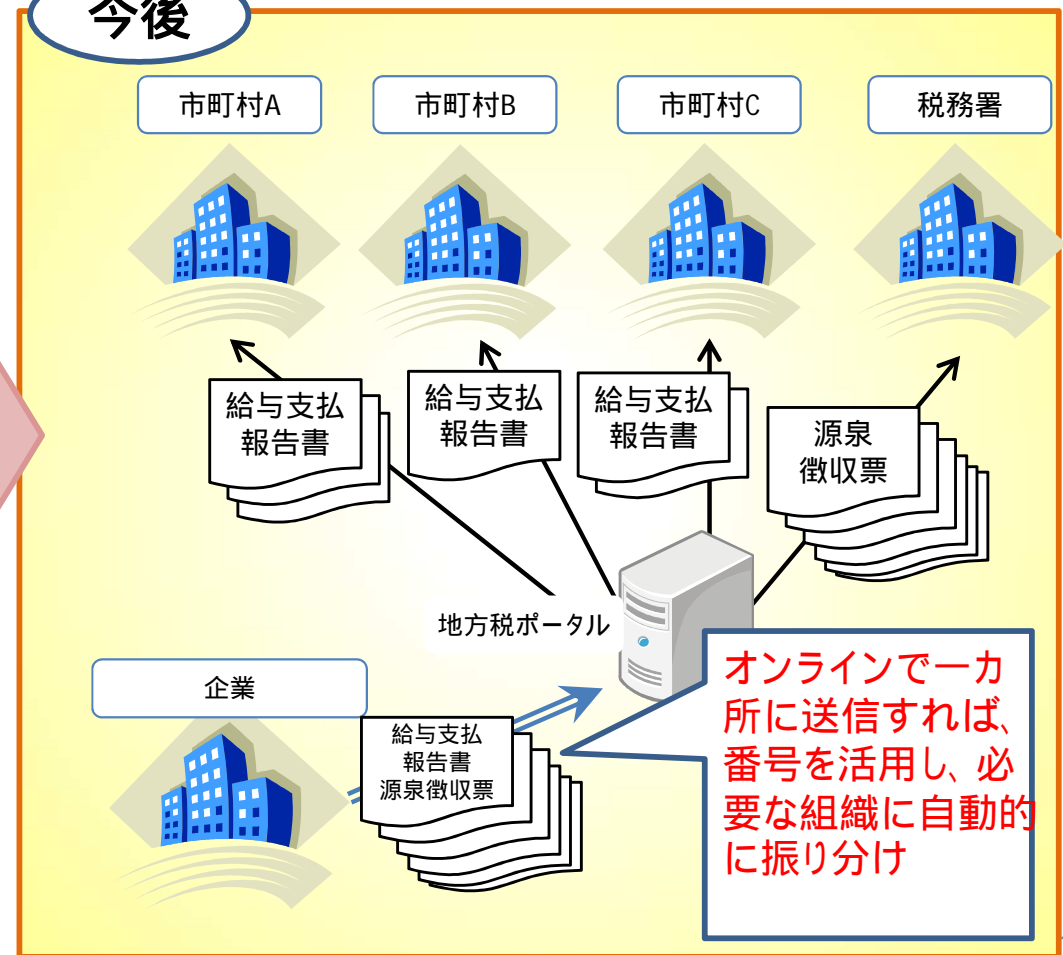 今後
市町村A
市町村B
市町村C
税務署
給与支払
報告書
給与支払
報告書
給与支払
報告書
源泉
徴収票
地方税ポータル
企業
給与支払
報告書
源泉徴収票
オンラインで一カ
所に送信すれば、
番号を活用し、必
要な組織に自動的
に振り分け